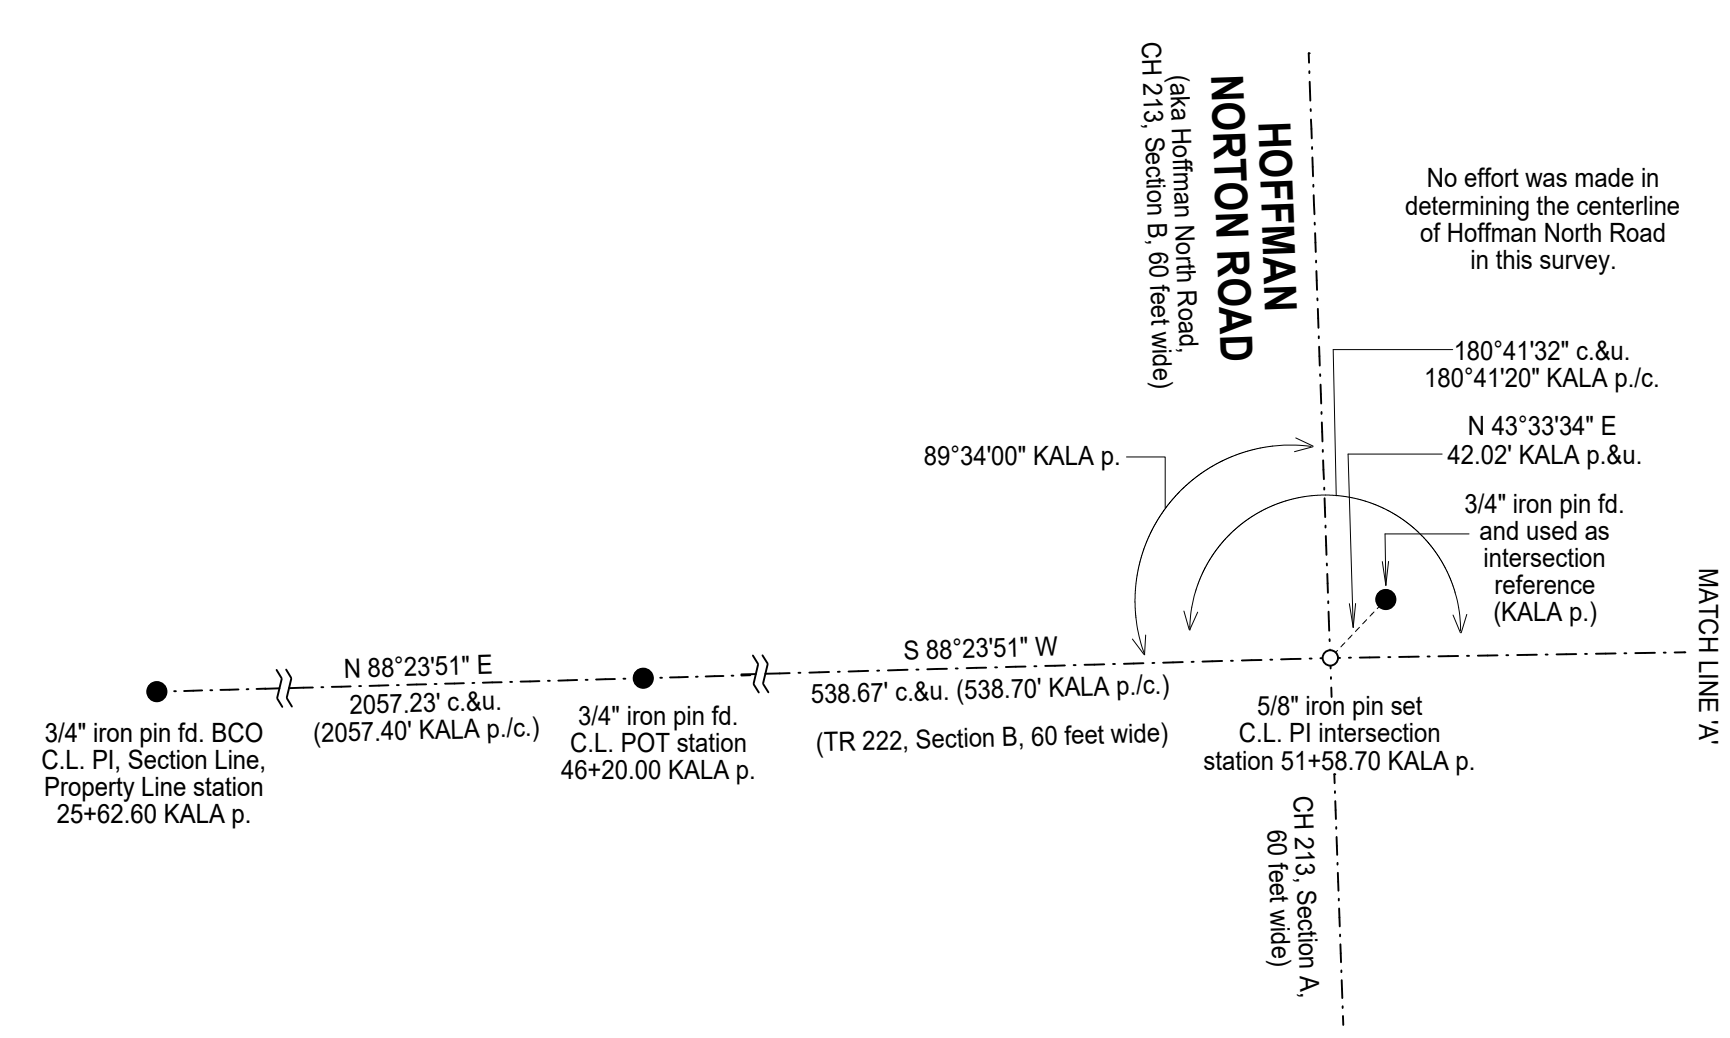 HOFFMAN
NORTON ROAD
(aka Hoffman North Road,
CH 213, Section B, 60 feet wide)
No effort was made in
determining the centerline
of Hoffman North Road
in this survey.
180°41'32" c.&u.
180°41'20" KALA p./c.
N 43°33'34" E
42.02' KALA p.&u.
89°34'00" KALA p.
3/4" iron pin fd.
and used as
intersection
reference
(KALA p.)
MATCH LINE 'A'
N 88°23'51" E
2057.23' c.&u.
(2057.40' KALA p./c.)
S 88°23'51" W
538.67' c.&u. (538.70' KALA p./c.)
(TR 222, Section B, 60 feet wide)
3/4" iron pin fd. BCO
C.L. PI, Section Line,
Property Line station
25+62.60 KALA p.
3/4" iron pin fd.
C.L. POT station
46+20.00 KALA p.
5/8" iron pin set
C.L. PI intersection
station 51+58.70 KALA p.
CH 213, Section A,
60 feet wide)